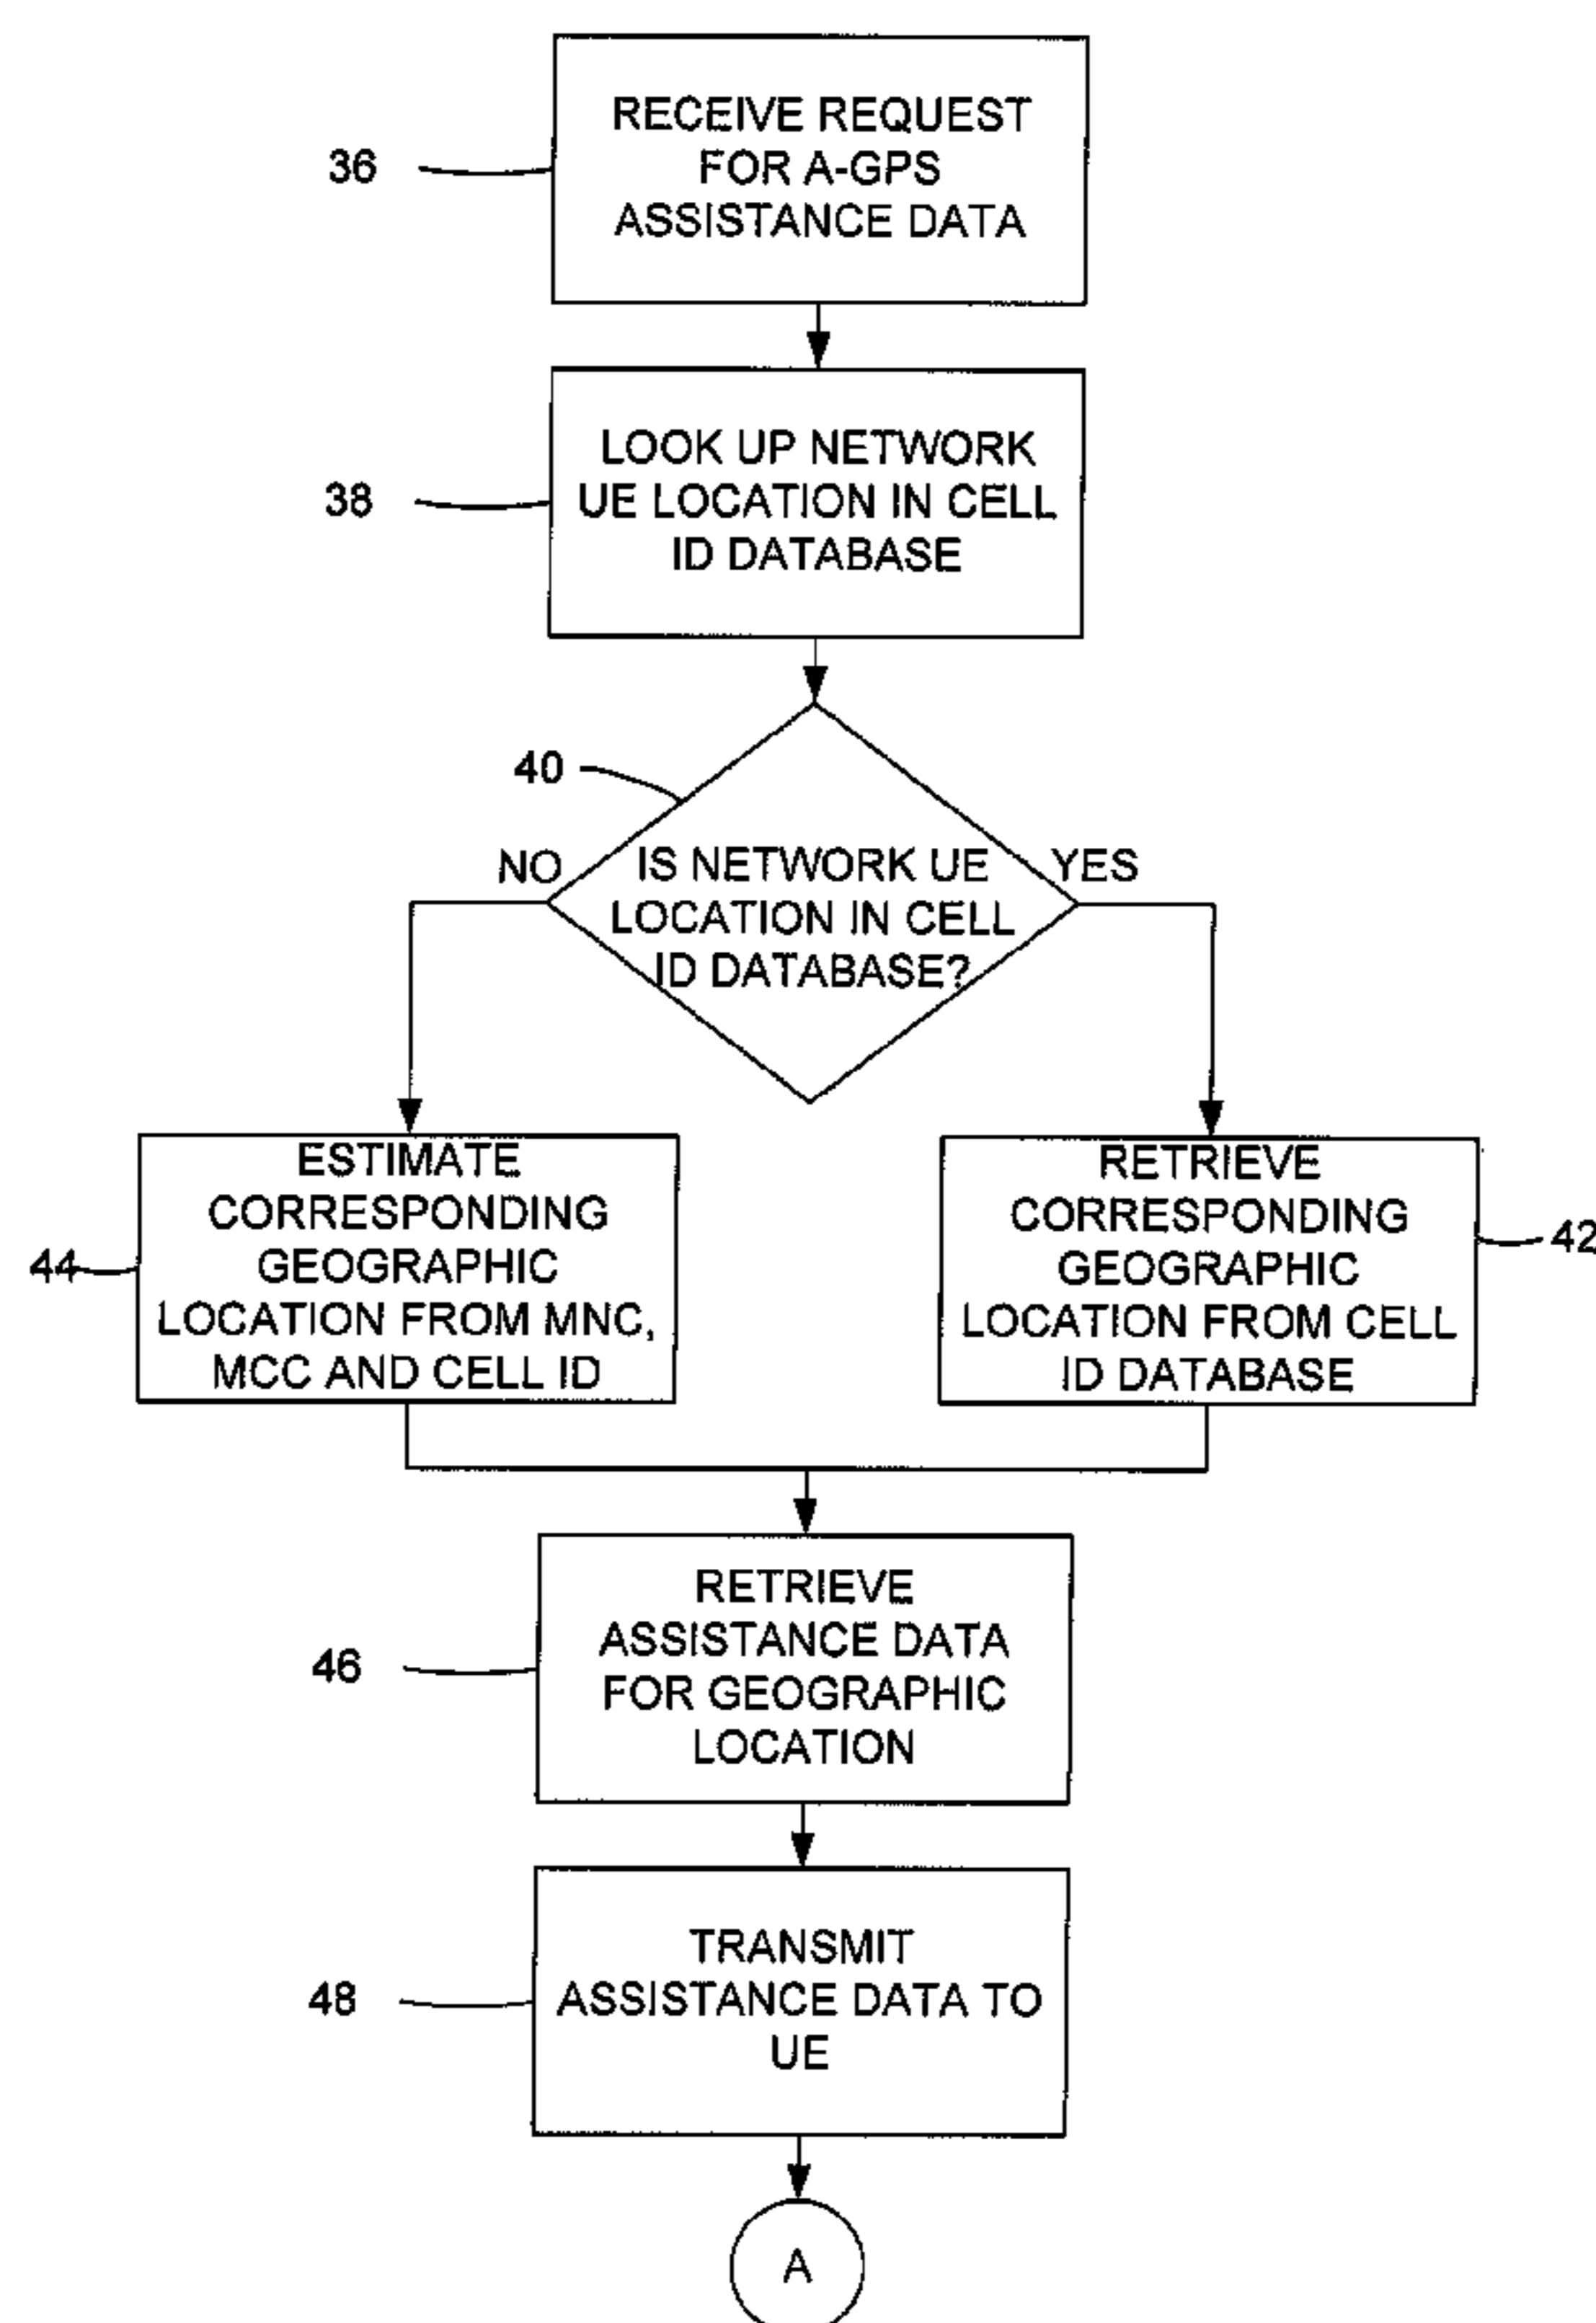 RECEIVE REQUEST
FOR A-GPS
ASSISTANCE DATA
36
LOOK UP NETWORK
UE LOCATION IN CELL
ID DATABASE
38
40
NO
IS NETWORK UE
LOCATION IN CELL
ID DATABASE?
YES
ESTIMATE
CORRESPONDING
GEOGRAPHIC
LOCATION FROM MNC,
MCC AND CELL ID
44
RETRIEVE
CORRESPONDING
GEOGRAPHIC
LOCATION FROM CELL
ID DATABASE
42
RETRIEVE
ASSISTANCE DATA
FOR GEOGRAPHIC
LOCATION
46
TRANSMIT
ASSISTANCE DATA TO
UE
48
A